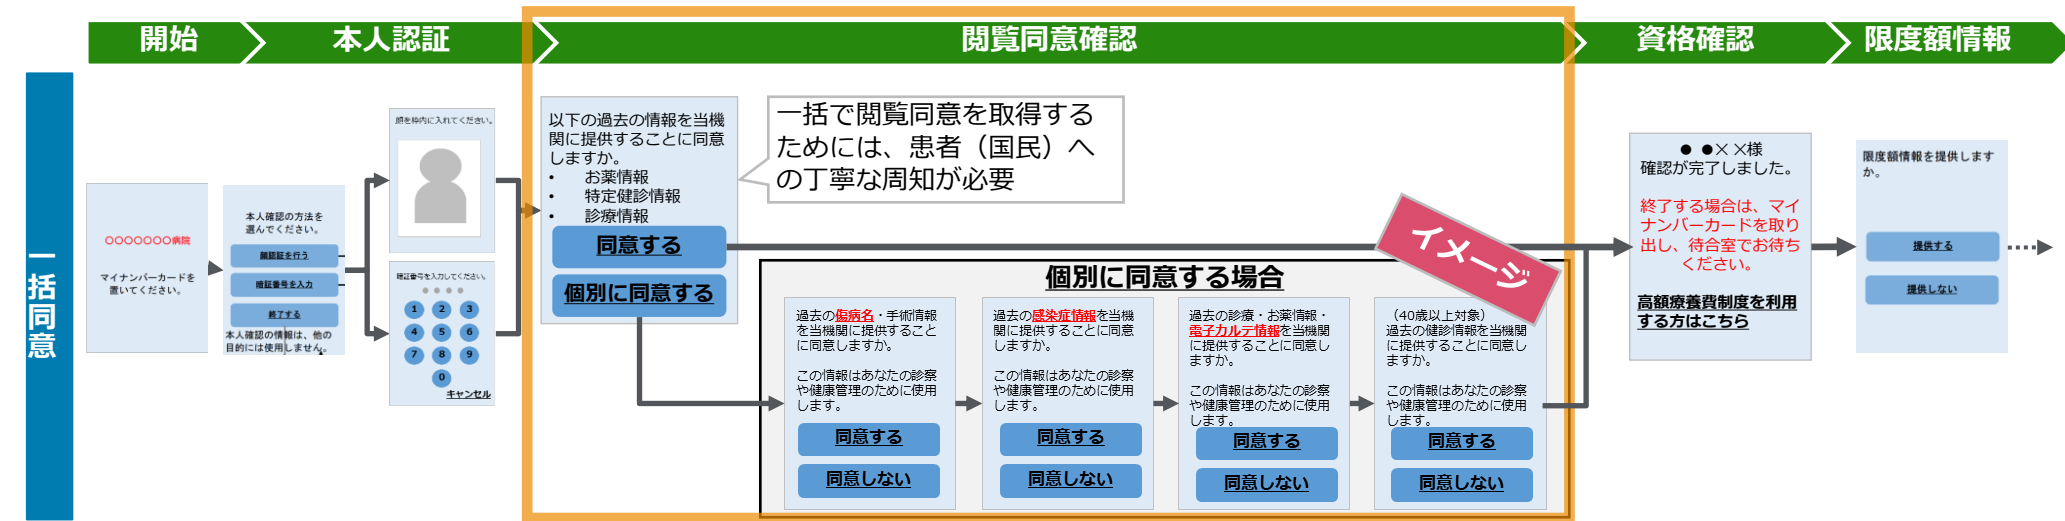 開始
本人認証
閲覧同意確認
資格確認
限度額情報
一括同意
〇〇〇〇〇〇〇病院
マイナンバーカードを
置いてください。
本人確認の方法を
選んでください。
顔認証を行う
暗証番号を入力
終了する
本人確認の情報は、他の
目的には使用しません。
顔を枠内に入れてください。
暗証番号を入力してください。
1 2 3
4 5 6
7 8 9
0
キャンセル
以下の過去の情報を当機
関に提供することに同意
しますか。
• お薬情報
• 特定健診情報
• 診療情報
同意する
個別に同意する
一括で閲覧同意を取得する
ためには、患者（国民）へ
の丁寧な周知が必要
イメージ
個別に同意する場合
過去の傷病名・手術情報
を当機関に提供すること
に同意しますか。
この情報はあなたの診察
や健康管理のために使用
します。
同意する
同意しない
過去の感染症情報を当機
関に提供することに同意
しますか。
この情報はあなたの診察
や健康管理のために使用
します。
同意する
同意しない
過去の診療・お薬情報・
電子カルテ情報を当機関
に提供することに同意し
ますか。
この情報はあなたの診察
や健康管理のために使用
します。
同意する
同意しない
（40歳以上対象）
過去の健診情報を当機関
に提供することに同意し
ますか。
この情報はあなたの診察
や健康管理のために使用
します。
同意する
同意しない
● ●××様
確認が完了しました。
終了する場合は、マイ
ナンバーカードを取り
出し、待合室でお待ち
ください。
高額療養費制度を利用
する方はこちら
限度額情報を提供します
か。
提供する
提供しない